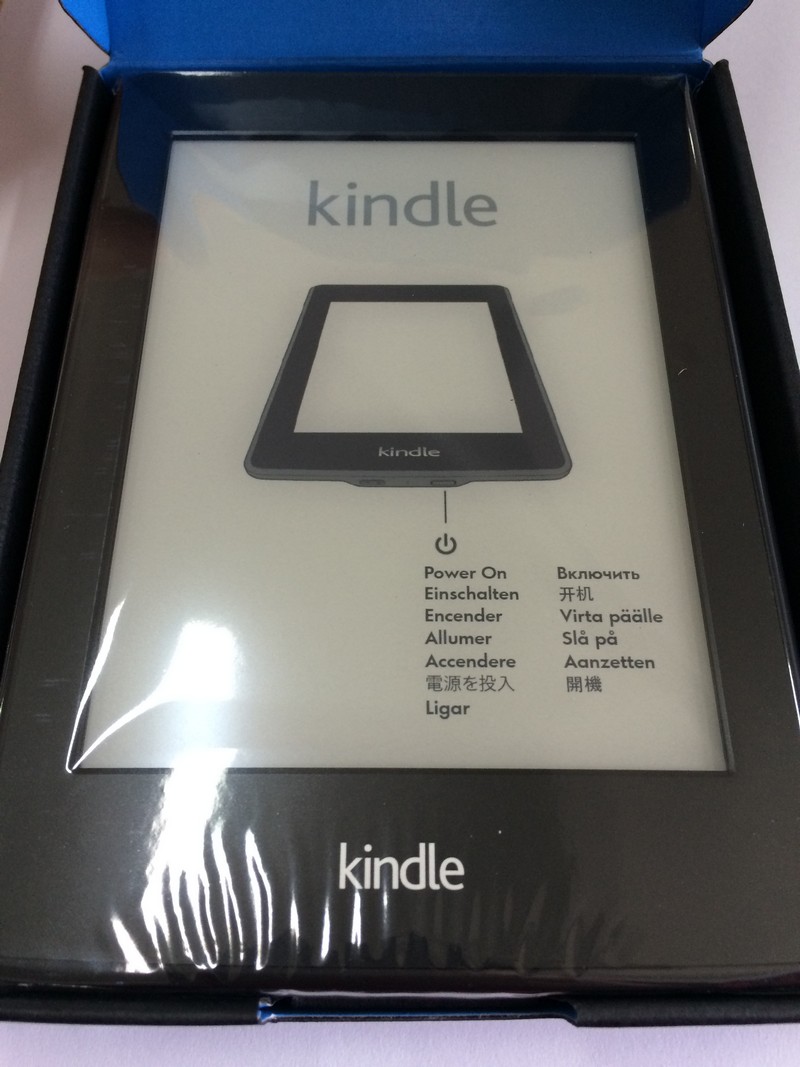 kindle
kindle
Power On
Einschalten
Encender
Allumer
Accendere
電源を投入
Ligar
Включить
开机
Virta päälle
Slå på
Aanzetten
開機
kindle